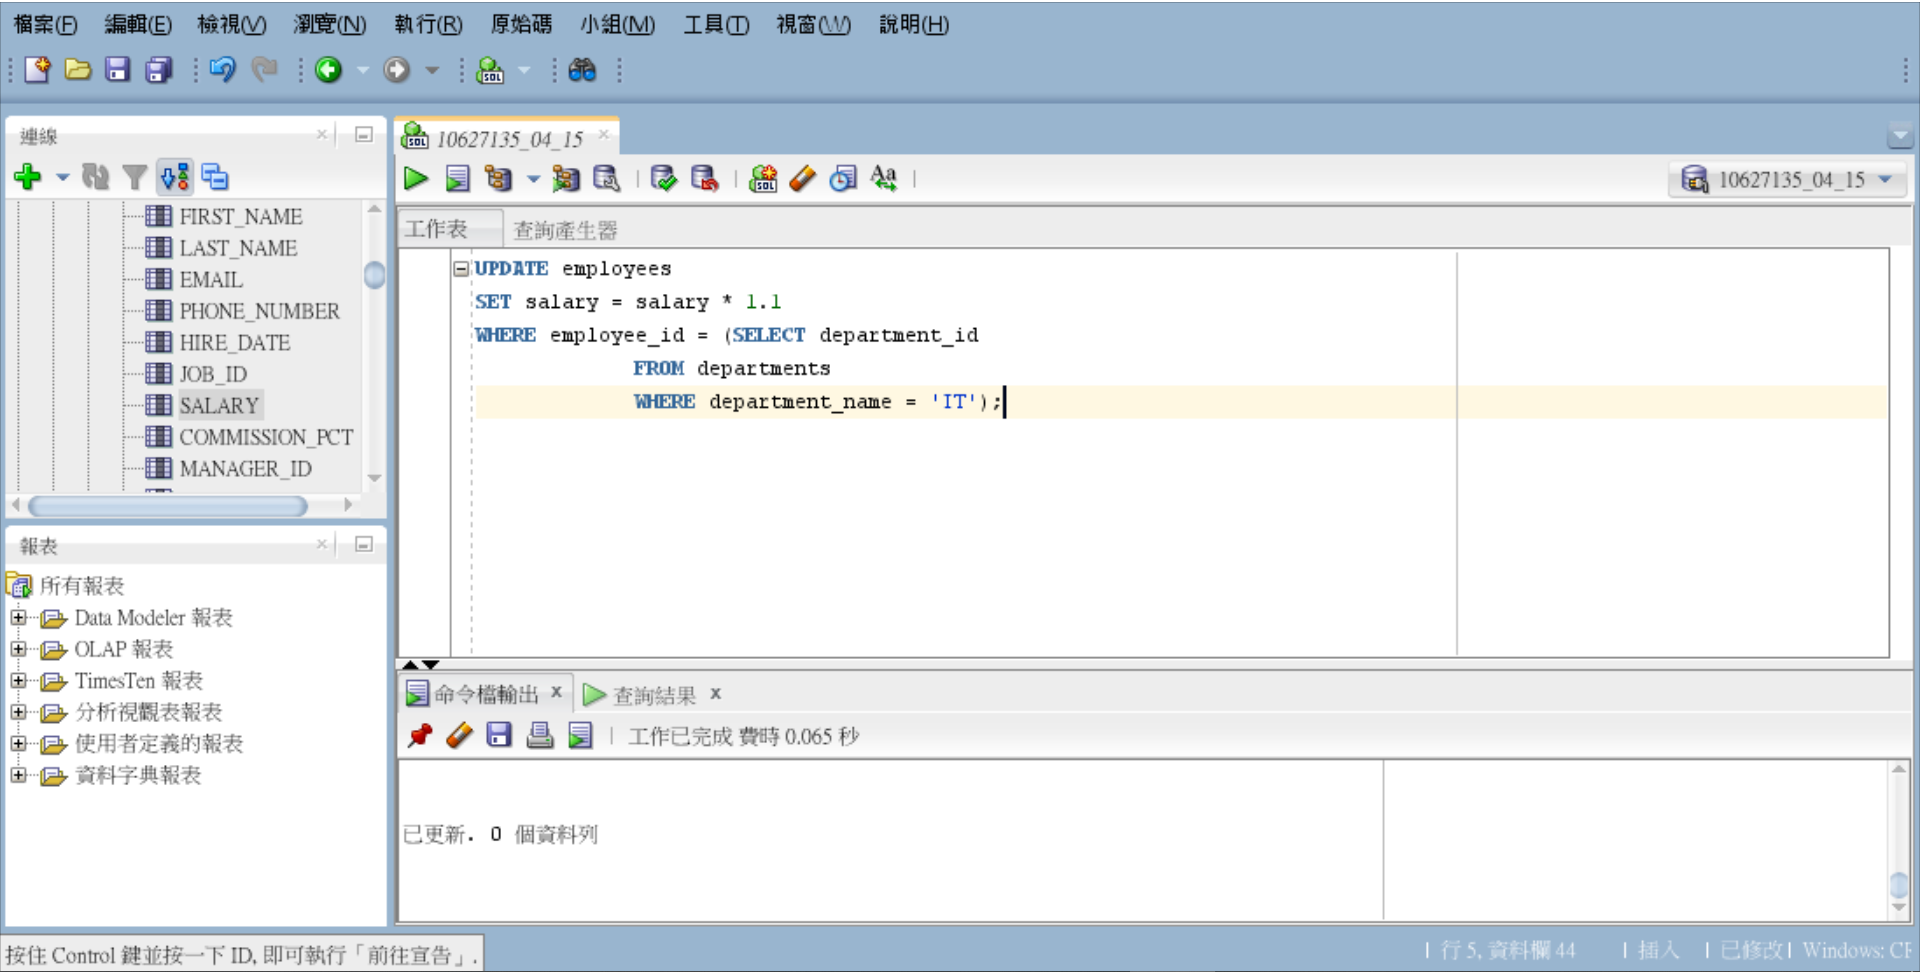 檔案(F) 編輯(E) 檢視(V) 瀏覽(N) 執行(R) 原始碼 小組(M) 工具(T) 視窗(W) 說明(H)
連線
FIRST_NAME
LAST_NAME
EMAIL
PHONE_NUMBER
HIRE_DATE
JOB_ID
SALARY
COMMISSION_PCT
MANAGER_ID
報表
所有報表
Data Modeler 報表
OLAP 報表
TimesTen 報表
分析視觀表報表
使用者定義的報表
資料字典報表
10627135_04_15
10627135_04_15
工作表 查詢產生器
UPDATE employees
SET salary = salary * 1.1
WHERE employee_id = (SELECT department_id
FROM departments
WHERE department_name = 'IT');
命令檔輸出 查詢結果
工作已完成 費時 0.065 秒
已更新. 0 個資料列
按住 Control 鍵並按一下 ID, 即可執行「前往宣告」.
行 5, 資料欄 44 插入 已修改 Windows: CF